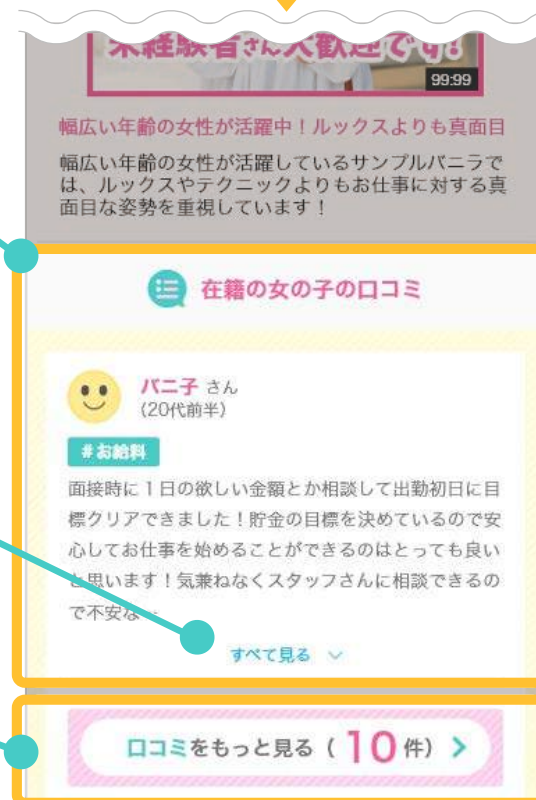 未経験者さん大歓迎です!
99:99
幅広い年齢の女性が活躍中！ルックスよりも真面目
幅広い年齢の女性が活躍しているサンプルバニラで
は、ルックスやテクニックよりもお仕事に対する真
面目な姿勢を重視しています！
在籍の女の子の口コミ
バニ子 さん
(20代前半)
#お給料
面接時に１日の欲しい金額とか相談して出勤初日に目
標クリアできました！貯金の目標を決めているので安
心してお仕事を始めることができるのはとっても良い
と思います！気兼ねなくスタッフさんに相談できるの
で不安な…
すべて見る
口コミをもっと見る ( 10 件)